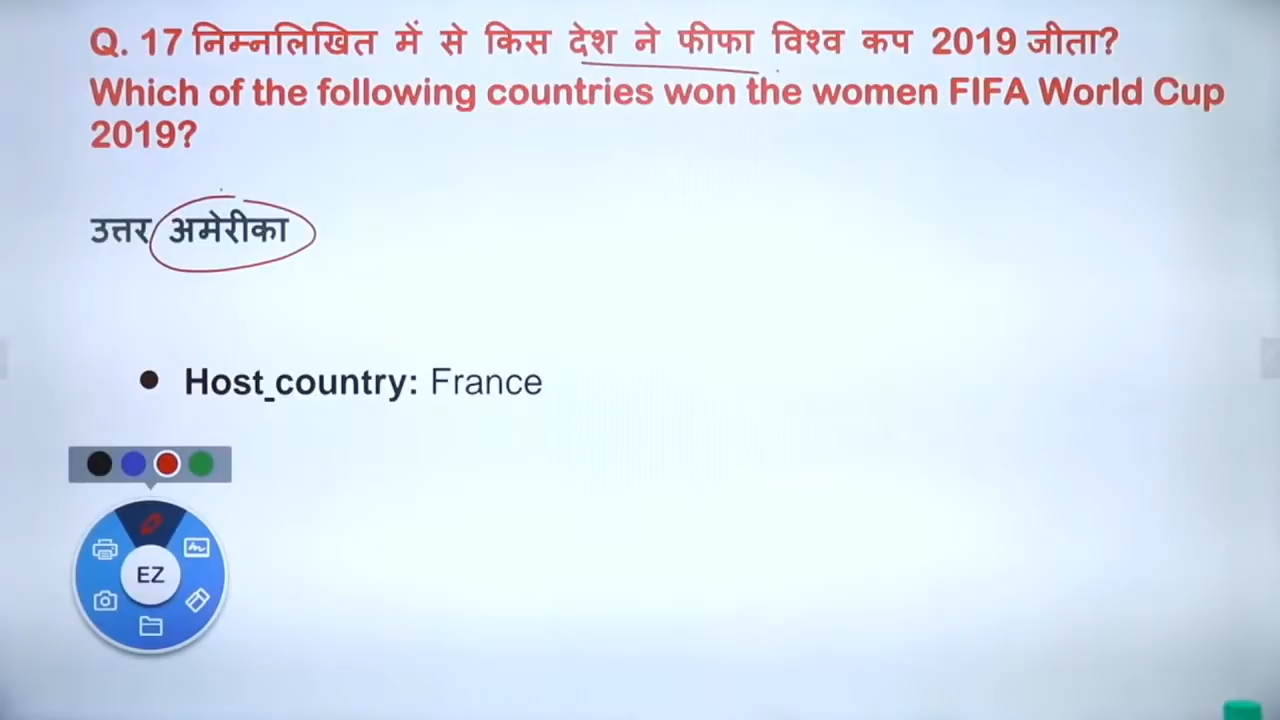 Q. 17 निम्नलिखित में से किस देश ने फीफा विश्व कप 2019 जीता?
Which of the following countries won the women FIFA World Cup
2019?
उत्तर अमेरीका
● Host_country: France
EZ